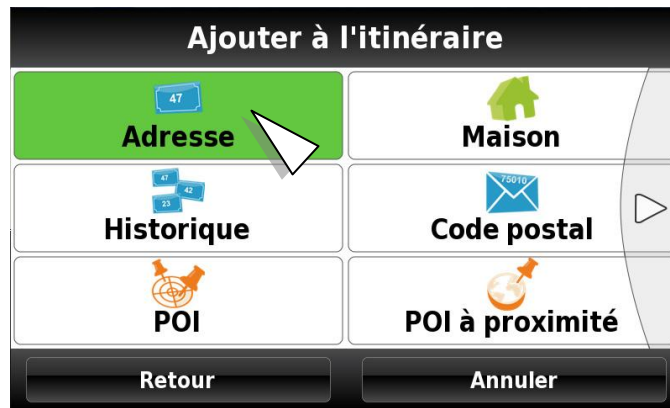 Ajouter à l'itinéraire
47
Adresse
Maison
47
42
23
Historique
75010
Code postal
POI
POI à proximité
Retour
Annuler